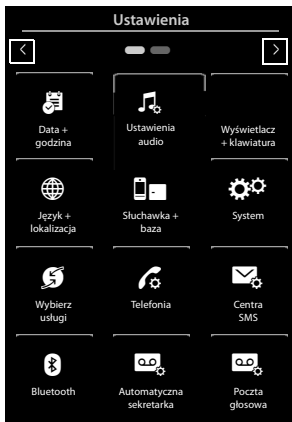 Ustawienia
Data +
godzina
Ustawienia
audio
Wyświetlacz
+ klawiatura
Język +
lokalizacja
Słuchawka +
baza
System
Wybierz
usługi
Telefonia
Centra
SMS
Bluetooth
Automatyczna
sekretarka
Poczta
głosowa